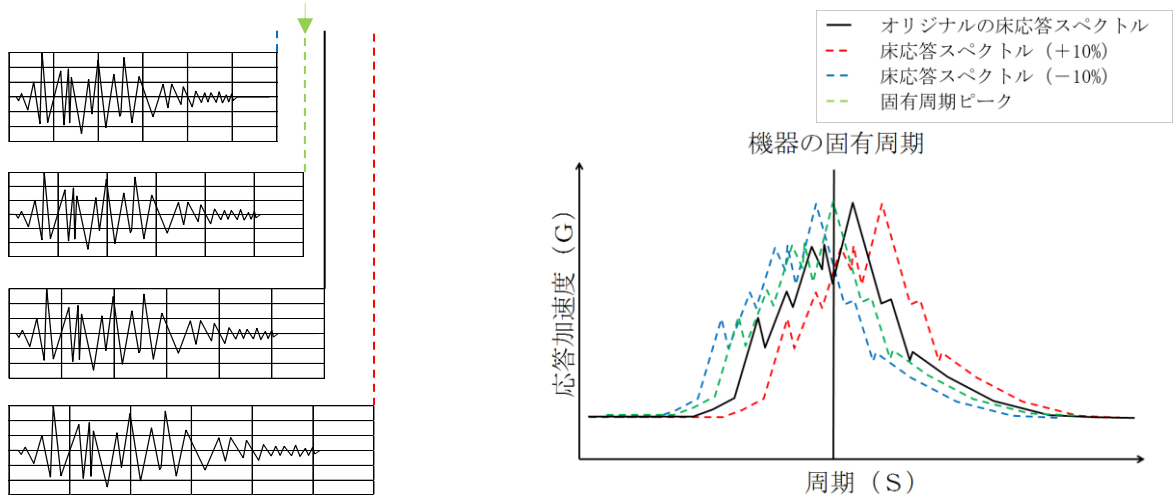 オリジナルの床応答スペクトル
床応答スペクトル（＋10%）
床応答スペクトル（－10%）
固有周期ピーク
機器の固有周期
応答加速度（G）
周期（S）